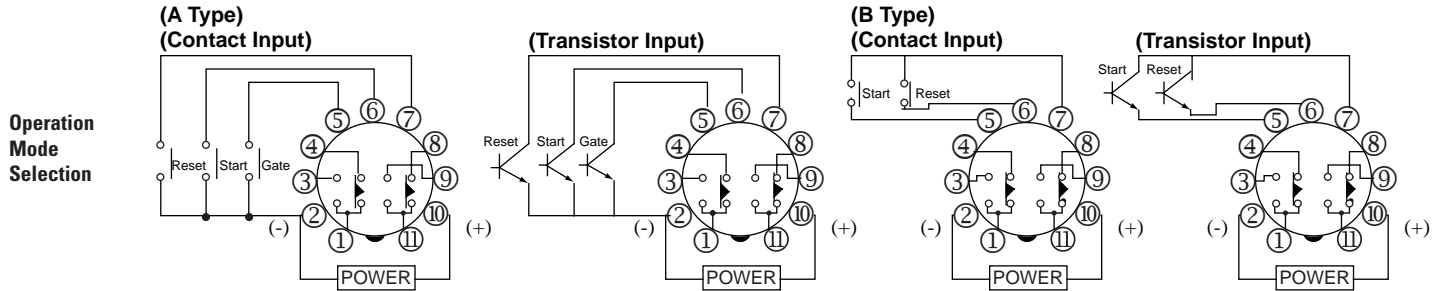 (A Type)
(Contact Input)
(Transistor Input)
(B Type)
(Contact Input)
(Transistor Input)
Operation
Mode
Selection
Reset Start Gate
5 6 7
4 8
3 9
2 10
1 11
(-) (+)
POWER
Reset Start Gate
5 6 7
4 8
3 9
2 10
1 11
(-) (+)
POWER
Start Reset
5 6 7
4 8
3 9
2 10
1 11
(-) (+)
POWER
Start Reset
5 6 7
4 8
3 9
2 10
1 11
(-) (+)
POWER